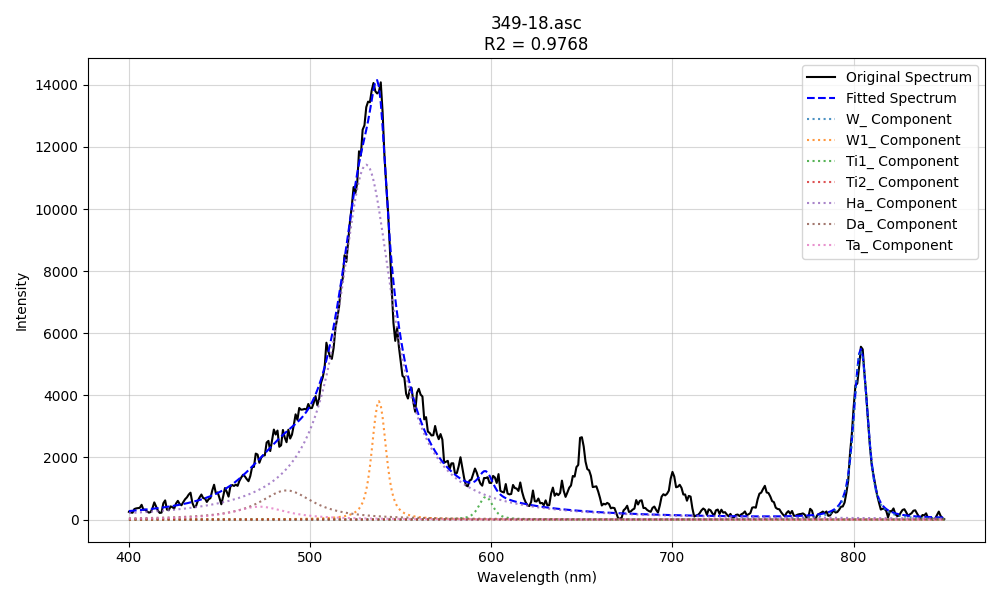 349-18.asc
R2 = 0.9768
Original Spectrum
Fitted Spectrum
W_ Component
W1_ Component
Ti1_ Component
Ti2_ Component
Ha_ Component
Da_ Component
Ta_ Component
14000
12000
10000
8000
6000
4000
2000
0
Intensity
400
500
600
700
800
Wavelength (nm)